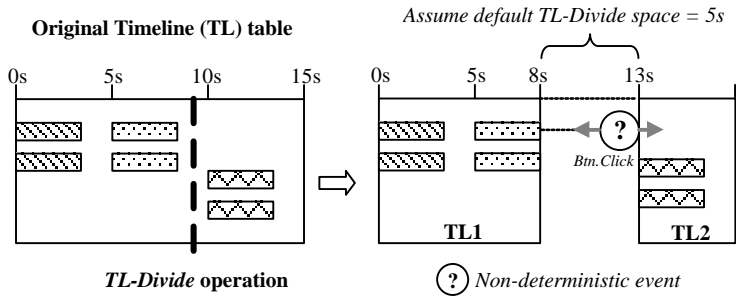 Assume default TL-Divide space = 5s
Original Timeline (TL) table
0s 5s 10s 15s
0s 5s 8s 13s
?
Btn.Click
TL1
TL2
TL-Divide operation
? Non-deterministic event